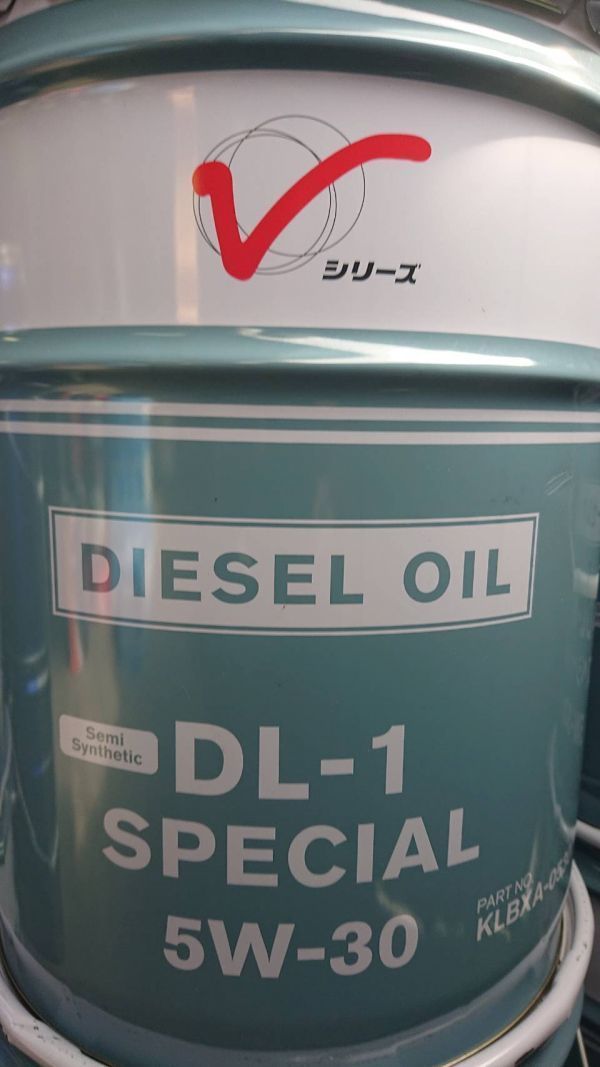 V
シリーズ
DIESEL OIL
Semi
Synthetic
DL-1
SPECIAL
5W-30
PART NO.